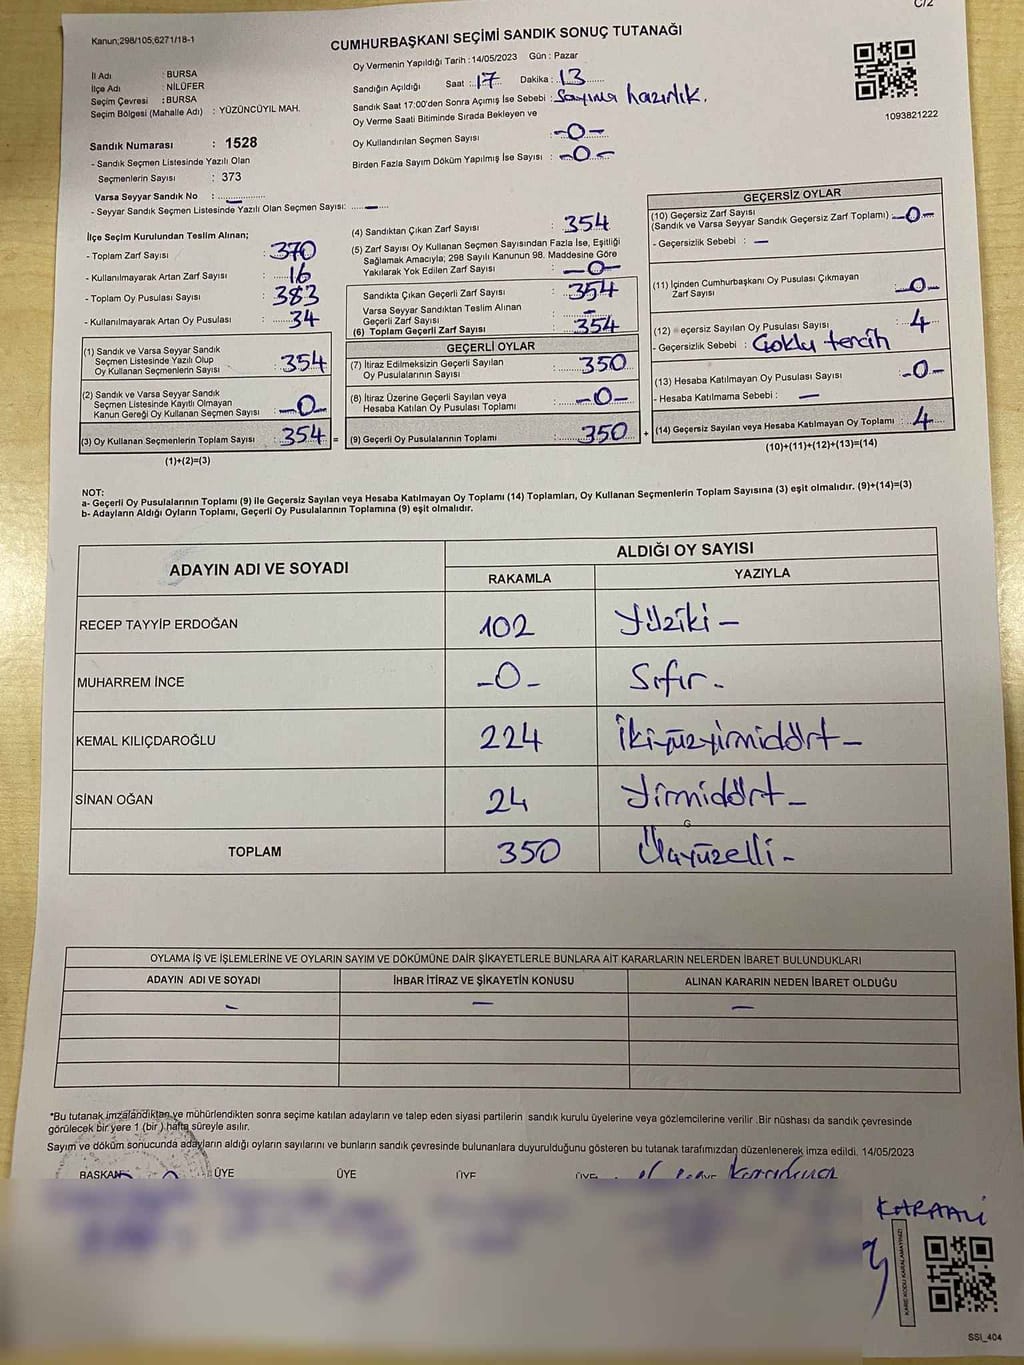 C/2
Kanun;298/105;6271/18-1
CUMHURBAŞKANI SEÇİMİ SANDIK SONUÇ TUTANAĞI
İl Adı : BURSA
İlçe Adı : NİLÜFER
Seçim Çevresi : BURSA
Seçim Bölgesi (Mahalle Adı) : YÜZÜNCÜYIL MAH.
Oy Vermenin Yapıldığı Tarih : 14/05/2023 Gün : Pazar
Sandığın Açıldığı Saat : 17 Dakika : 13
Sandık Saat 17:00'den Sonra Açımış İse Sebebi : Sayıma hazırlık.
Oy Verme Saati Bitiminde Sırada Bekleyen ve
Oy Kullandırılan Seçmen Sayısı -0-
Birden Fazla Sayım Döküm Yapılmış İse Sayısı : -0-
1093821222
Sandık Numarası : 1528
- Sandık Seçmen Listesinde Yazılı Olan
Seçmenlerin Sayısı : 373
Varsa Seyyar Sandık No : —
- Seyyar Sandık Seçmen Listesinde Yazılı Olan Seçmen Sayısı: —
İlçe Seçim Kurulundan Teslim Alınan;
- Toplam Zarf Sayısı : 370
- Kullanılmayarak Artan Zarf Sayısı : 16
- Toplam Oy Pusulası Sayısı : 383
- Kullanılmayarak Artan Oy Pusulası : 34
(1) Sandık ve Varsa Seyyar Sandık
Seçmen Listesinde Yazılı Olup
Oy Kullanan Seçmenlerin Sayısı : 354
(2) Sandık ve Varsa Seyyar Sandık
Seçmen Listesinde Kayıtlı Olmayan
Kanun Gereği Oy Kullanan Seçmen Sayısı : -0-
(3) Oy Kullanan Seçmenlerin Toplam Sayısı : 354 =
(1)+(2)=(3)
(4) Sandıktan Çıkan Zarf Sayısı : 354
(5) Zarf Sayısı Oy Kullanan Seçmen Sayısından Fazla İse, Eşitliği
Sağlamak Amacıyla; 298 Sayılı Kanunun 98. Maddesine Göre
Yakılarak Yok Edilen Zarf Sayısı : -0-
Sandıkta Çıkan Geçerli Zarf Sayısı : 354
Varsa Seyyar Sandıktan Teslim Alınan
Geçerli Zarf Sayısı : -
(6) Toplam Geçerli Zarf Sayısı : 354
GEÇERLİ OYLAR
(7) İtiraz Edilmeksizin Geçerli Sayılan
Oy Pusulalarının Sayısı : 350
(8) İtiraz Üzerine Geçerli Sayılan veya
Hesaba Katılan Oy Pusulası Toplamı : -0-
(9) Geçerli Oy Pusulalarının Toplamı : 350 +
GEÇERSİZ OYLAR
(10) Geçersiz Zarf Sayısı
(Sandık ve Varsa Seyyar Sandık Geçersiz Zarf Toplamı) -0-
- Geçersizlik Sebebi : —
(11) İçinden Cumhurbaşkanı Oy Pusulası Çıkmayan
Zarf Sayısı : -0-
(12) eçersiz Sayılan Oy Pusulası Sayısı : 4
- Geçersizlik Sebebi : Çoklu tercih
(13) Hesaba Katılmayan Oy Pusulası Sayısı : -0-
- Hesaba Katılmama Sebebi : —
(14) Geçersiz Sayılan veya Hesaba Katılmayan Oy Toplamı : 4
(10)+(11)+(12)+(13)=(14)
NOT:
a- Geçerli Oy Pusulalarının Toplamı (9) ile Geçersiz Sayılan veya Hesaba Katılmayan Oy Toplamı (14) Toplamları, Oy Kullanan Seçmenlerin Toplam Sayısına (3) eşit olmalıdır. (9)+(14)=(3)
b- Adayların Aldığı Oyların Toplamı, Geçerli Oy Pusulalarının Toplamına (9) eşit olmalıdır.
ADAYIN ADI VE SOYADI
ALDIĞI OY SAYISI
RAKAMLA YAZIYLA
RECEP TAYYİP ERDOĞAN 102 Yüziki -
MUHARREM İNCE -0- Sıfır -
KEMAL KILIÇDAROĞLU 224 İkiyüzyirmidört -
SİNAN OĞAN 24 Yirmidört -
G
TOPLAM 350 Üçyüzelli -
OYLAMA İŞ VE İŞLEMLERİNE VE OYLARIN SAYIM VE DÖKÜMÜNE DAİR ŞİKAYETLERLE BUNLARA AİT KARARLARIN NELERDEN İBARET BULUNDUKLARI
ADAYIN ADI VE SOYADI İHBAR İTİRAZ VE ŞİKAYETİN KONUSU ALINAN KARARIN NEDEN İBARET OLDUĞU
— — —
*Bu tutanak imzalandıktan ve mühürlendikten sonra seçime katılan adayların ve talep eden siyasi partilerin sandık kurulu üyelerine veya gözlemcilerine verilir. Bir nüshası da sandık çevresinde
görülecek bir yere 1 (bir ) hafta süreyle asılır.
Sayım ve döküm sonucunda adayların aldığı oyların sayılarını ve bunların sandık çevresinde bulunanlara duyurulduğunu gösteren bu tutanak tarafımızdan düzenlenerek imza edildi. 14/05/2023
BAŞKAN ÜYE ÜYE ÜYE ÜYE
KARAALİ
KARE KODU KARALAMAYINIZ!
SSI_404